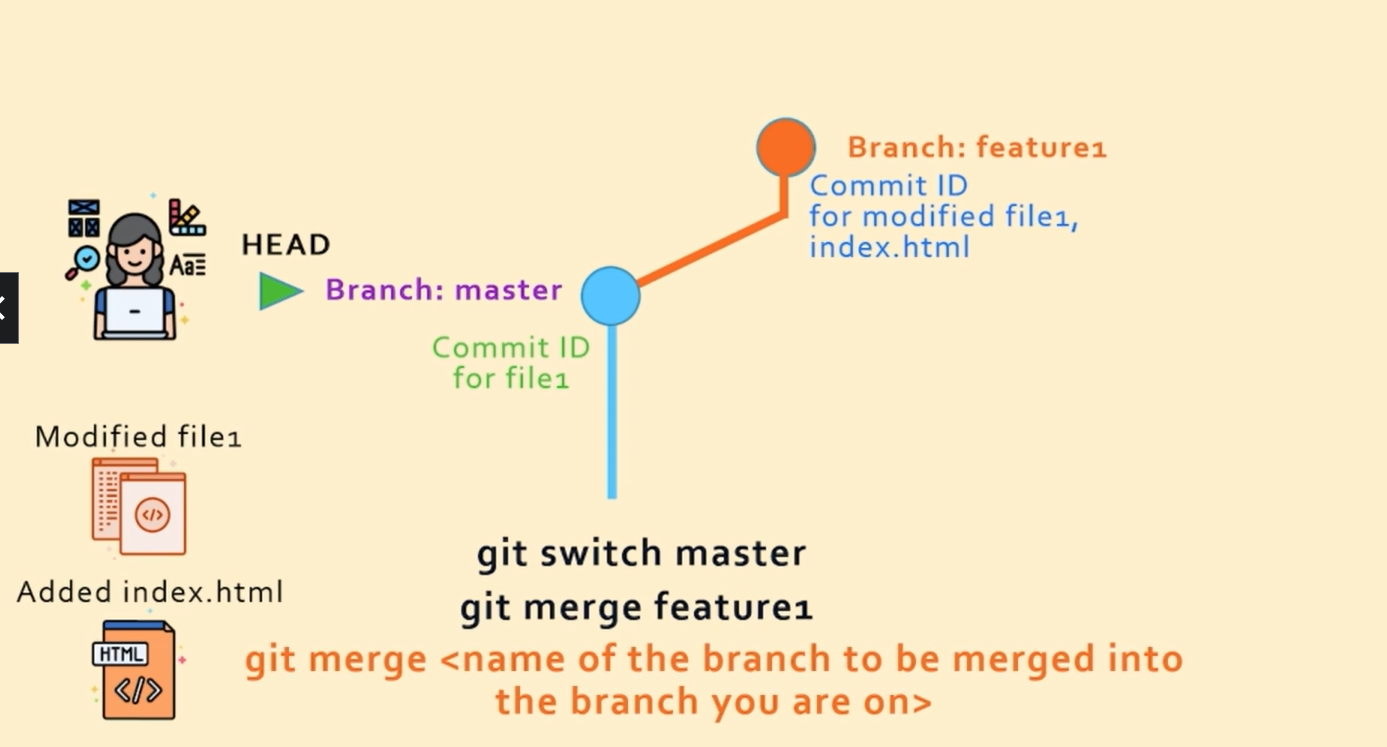 Branch: feature1
Commit ID
for modified file1,
index.html
HEAD
Branch: master
Aa
Commit ID
for file1
Modified file1
</>
Added index.html
HTML
</>
git switch master
git merge feature1
git merge <name of the branch to be merged into
the branch you are on>